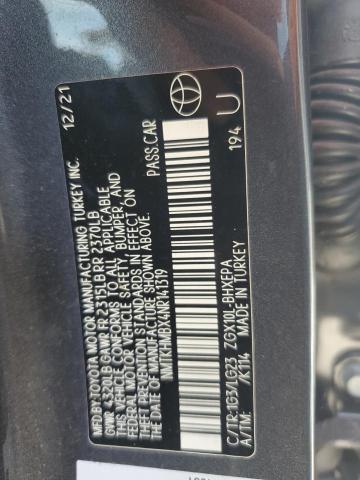 MFD BY:TOYOTA MOTOR MANUFACTURING TURKEY INC.
12/21
GVWR 4320LB GAWR FR 2315LB RR 2370LB
THIS VEHICLE CONFORMS TO ALL APPLICABLE
FEDERAL MOTOR VEHICLE SAFETY, BUMPER, AND
THEFT PREVENTION STANDARDS IN EFFECT ON
THE DATE OF MANUFACTURE SHOWN ABOVE.
NMTKHMBX4NR141319
PASS.CAR
C/TR:1G3/LG23 ZGX10L-BHXEPA
A/TM: /K114
MADE IN TURKEY
194
U